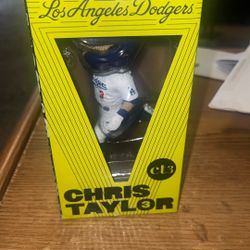 Los Angeles Dodgers
ct3
CHRIS
TAYLOR